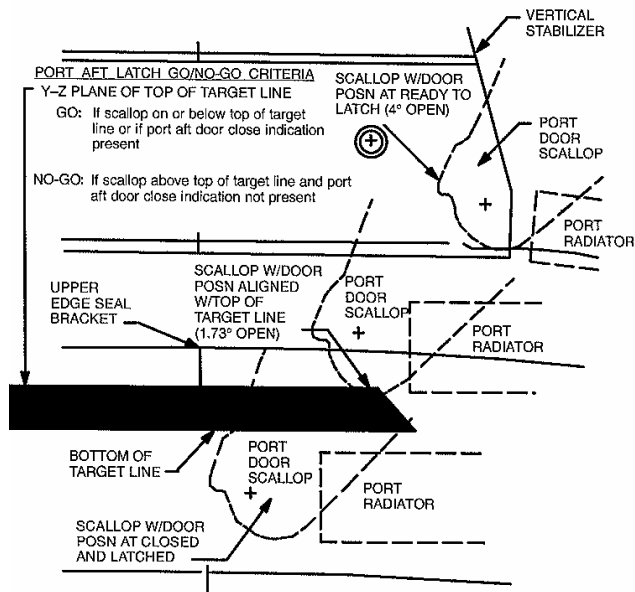 VERTICAL
STABILIZER
PORT AFT LATCH GO/NO-GO CRITERIA
Y–Z PLANE OF TOP OF TARGET LINE
GO: If scallop on or below top of target
line or if port aft door close indication
present
NO-GO: If scallop above top of target line and port
aft door close indication not present
SCALLOP W/DOOR
POSN AT READY TO
LATCH (4° OPEN)
PORT
DOOR
SCALLOP
PORT
RADIATOR
SCALLOP W/DOOR
POSN ALIGNED
W/TOP OF
TARGET LINE
(1.73° OPEN)
PORT
DOOR
SCALLOP
UPPER
EDGE SEAL
BRACKET
PORT
RADIATOR
BOTTOM OF
TARGET LINE
PORT
DOOR
SCALLOP
PORT
RADIATOR
SCALLOP W/DOOR
POSN AT CLOSED
AND LATCHED